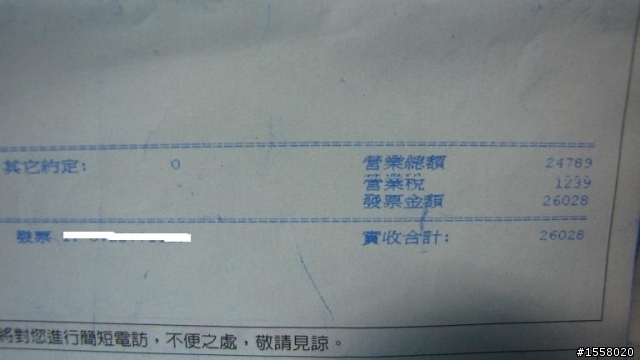 其它約定: 0 營業總額 24789
營業稅 1239
發票金額 26028
發票 實收合計: 26028
將對您進行簡短電訪,不便之處,敬請見諒。
#1558020